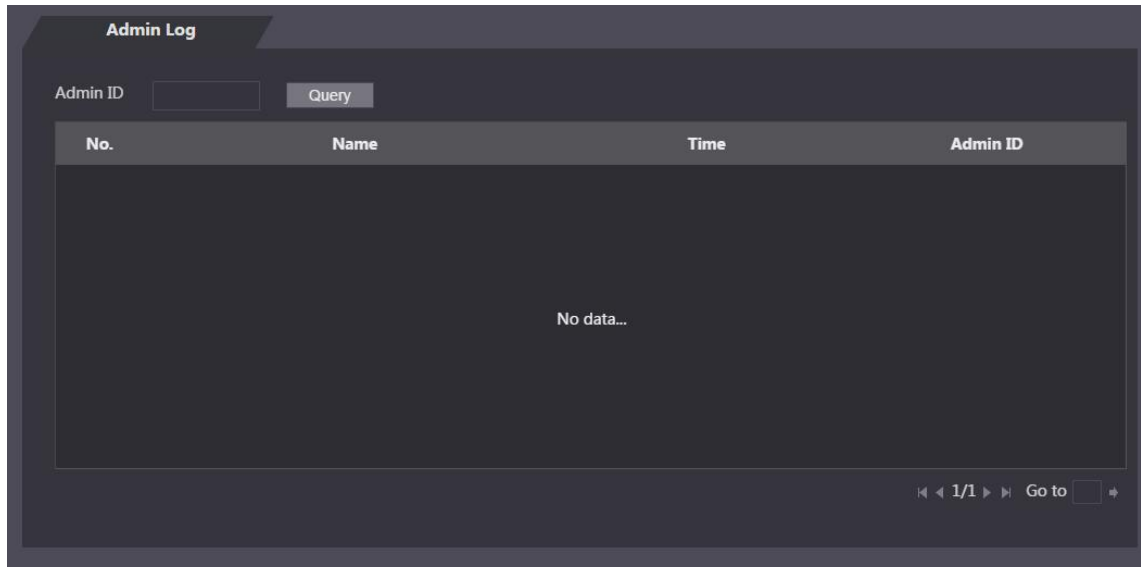 Admin Log
Admin ID Query
No. Name Time Admin ID
No data...
1/1 Go to